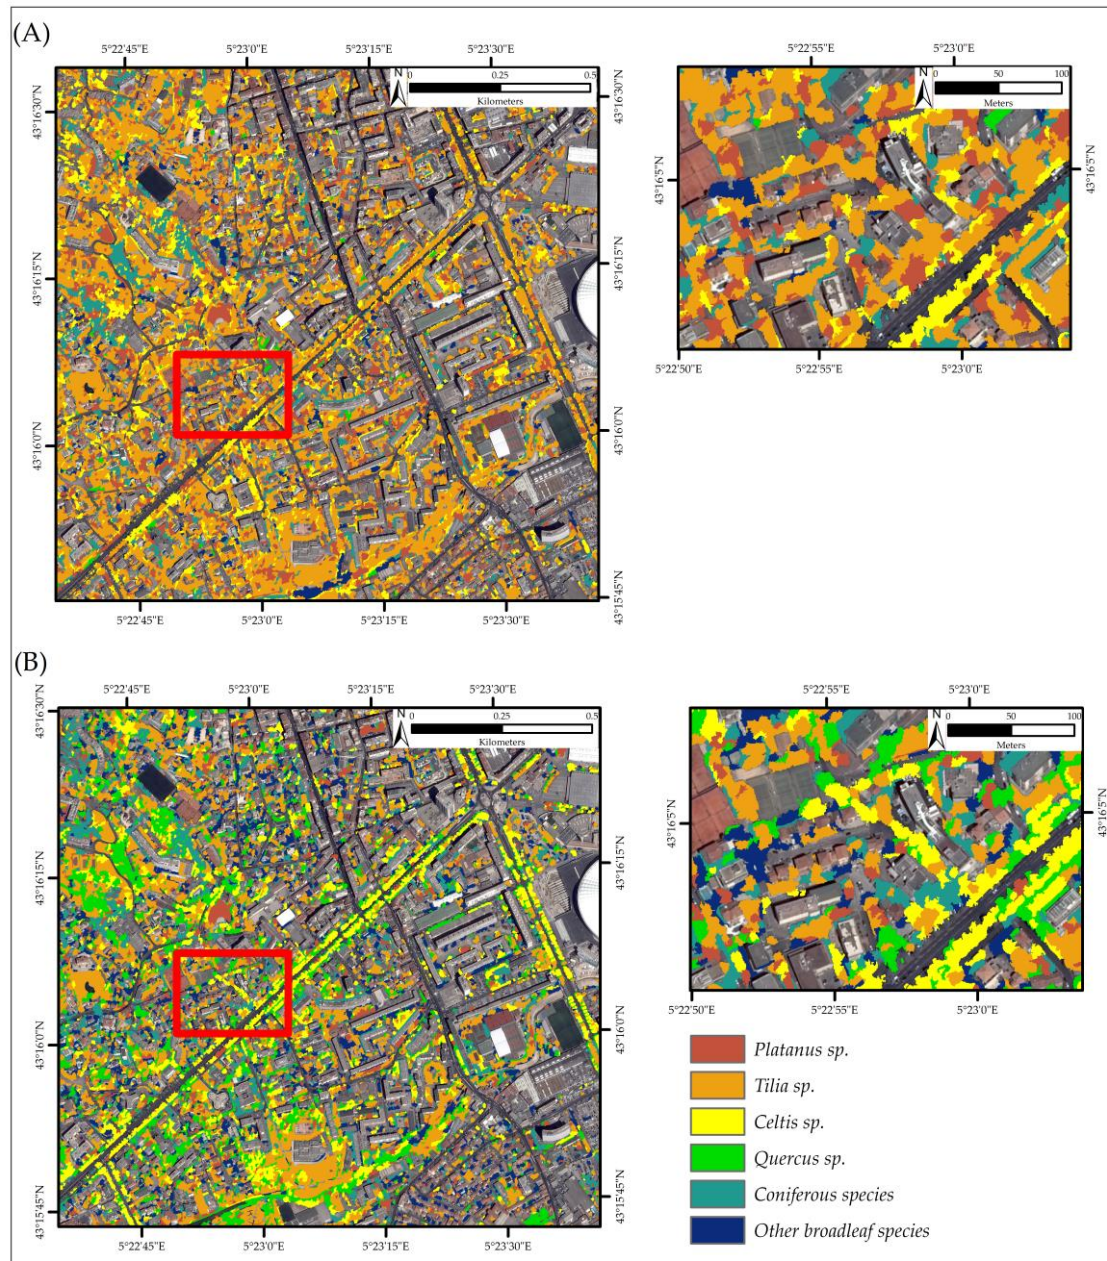 (A)
5°22'45"E 5°23'0"E 5°23'15"E 5°23'30"E
5°22'55"E 5°23'0"E
N
0 0.25 0.5
Kilometers
N
0 50 100
Meters
43°16'30"N
43°16'30"N
43°16'5"N
43°16'5"N
43°16'15"N
43°16'15"N
5°22'50"E 5°22'55"E 5°23'0"E
43°16'0"N
43°16'0"N
43°15'45"N
5°22'45"E 5°23'0"E 5°23'15"E 5°23'30"E
(B)
5°22'45"E 5°23'0"E 5°23'15"E 5°23'30"E
5°22'55"E 5°23'0"E
43°16'30"N
N
0 0.25 0.5
Kilometers
N
0 50 100
Meters
43°16'5"N
43°16'5"N
43°16'15"N
43°16'15"N
5°22'50"E 5°22'55"E 5°23'0"E
43°16'0"N
43°16'0"N
43°15'45"N
43°15'45"N
5°22'45"E 5°23'0"E 5°23'15"E 5°23'30"E
Platanus sp.
Tilia sp.
Celtis sp.
Quercus sp.
Coniferous species
Other broadleaf species